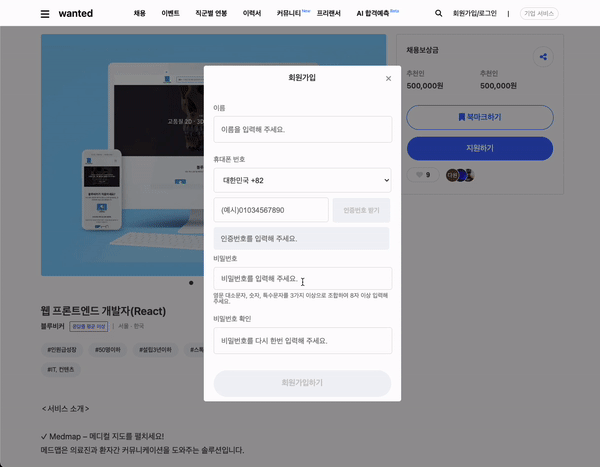 wanted
채용 이벤트 직군별 연봉 이력서 커뮤니티 New 프리랜서 AI 합격예측 Beta
회원가입/로그인 | 기업 서비스
고품질 2D · 3D
회원가입
이름
이름을 입력해 주세요.
휴대폰 번호
대한민국 +82
(예시)01034567890
인증번호 받기
인증번호를 입력해 주세요.
비밀번호
비밀번호를 입력해 주세요.
영문 대소문자, 숫자, 특수문자를 3가지 이상으로 조합하여 8자 이상 입력해
주세요.
비밀번호 확인
비밀번호를 다시 한번 입력해 주세요.
회원가입하기
채용보상금
추천인 추천인
500,000원 500,000원
북마크하기
지원하기
9
웹 프론트엔드 개발자(React)
블루비커 응답률 매우 높음 | 서울 · 한국
#인원급성장 #50명이하 #설립3년이하 #스톡
#IT, 컨텐츠
<서비스 소개>
✓ Medmap – 메디컬 지도를 펼치세요!
메드맵은 의료진과 환자간 커뮤니케이션을 도와주는 솔루션입니다.